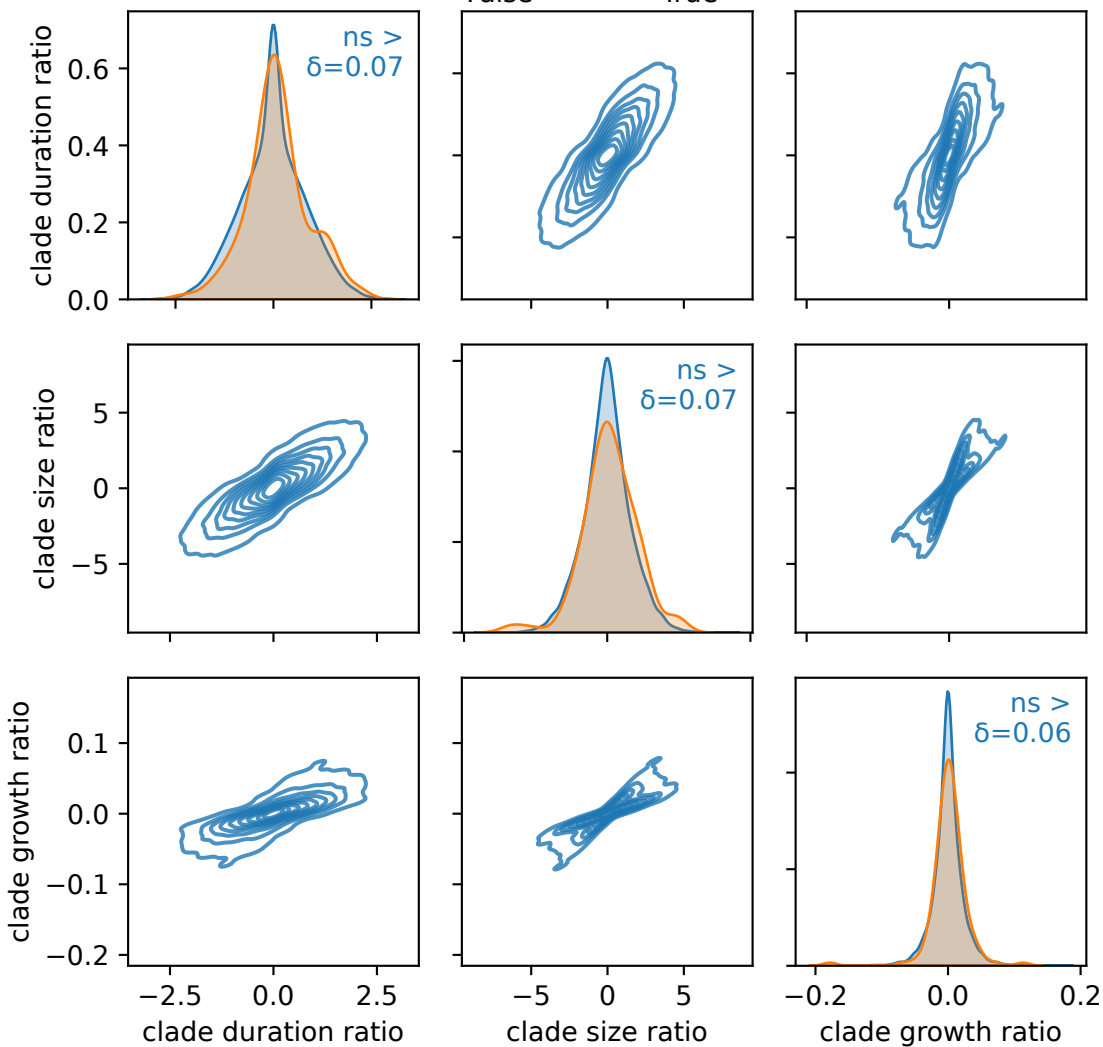 False True
clade duration ratio
0.6
0.4
0.2
0.0
ns >
δ=0.07
clade size ratio
5
0
−5
ns >
δ=0.07
clade growth ratio
0.1
0.0
−0.1
−0.2
ns >
δ=0.06
−2.5 0.0 2.5
−5 0 5
−0.2 0.0 0.2
clade duration ratio
clade size ratio
clade growth ratio